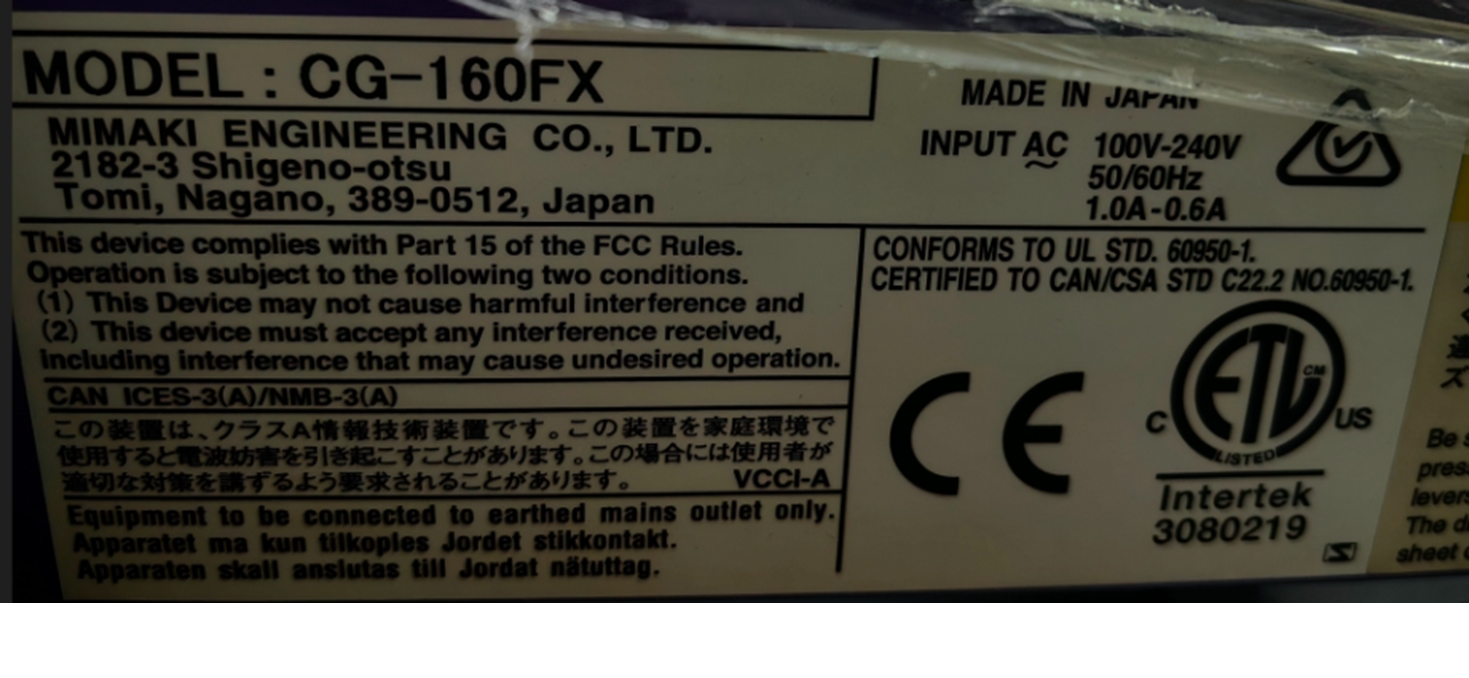 MODEL : CG-160FX
MIMAKI ENGINEERING CO., LTD.
2182-3 Shigeno-otsu
Tomi, Nagano, 389-0512, Japan
MADE IN JAPAN
INPUT AC 100V-240V
50/60Hz
1.0A-0.6A
This device complies with Part 15 of the FCC Rules.
Operation is subject to the following two conditions.
(1) This Device may not cause harmful interference and
(2) This device must accept any interference received,
including interference that may cause undesired operation.
CAN ICES-3(A)/NMB-3(A)
この装置は、クラスA情報技術装置です。この装置を家庭環境で
使用すると電波妨害を引き起こすことがあります。この場合には使用者が
適切な対策を講ずるよう要求されることがあります。 VCCI-A
Equipment to be connected to earthed mains outlet only.
Apparatet ma kun tilkoples Jordet stikkontakt.
Apparaten skall anslutas till Jordat nätuttag.
CONFORMS TO UL STD. 60950-1.
CERTIFIED TO CAN/CSA STD C22.2 NO.60950-1.
CE
ETL CM
C US
LISTED
Intertek
3080219
Be
sheet